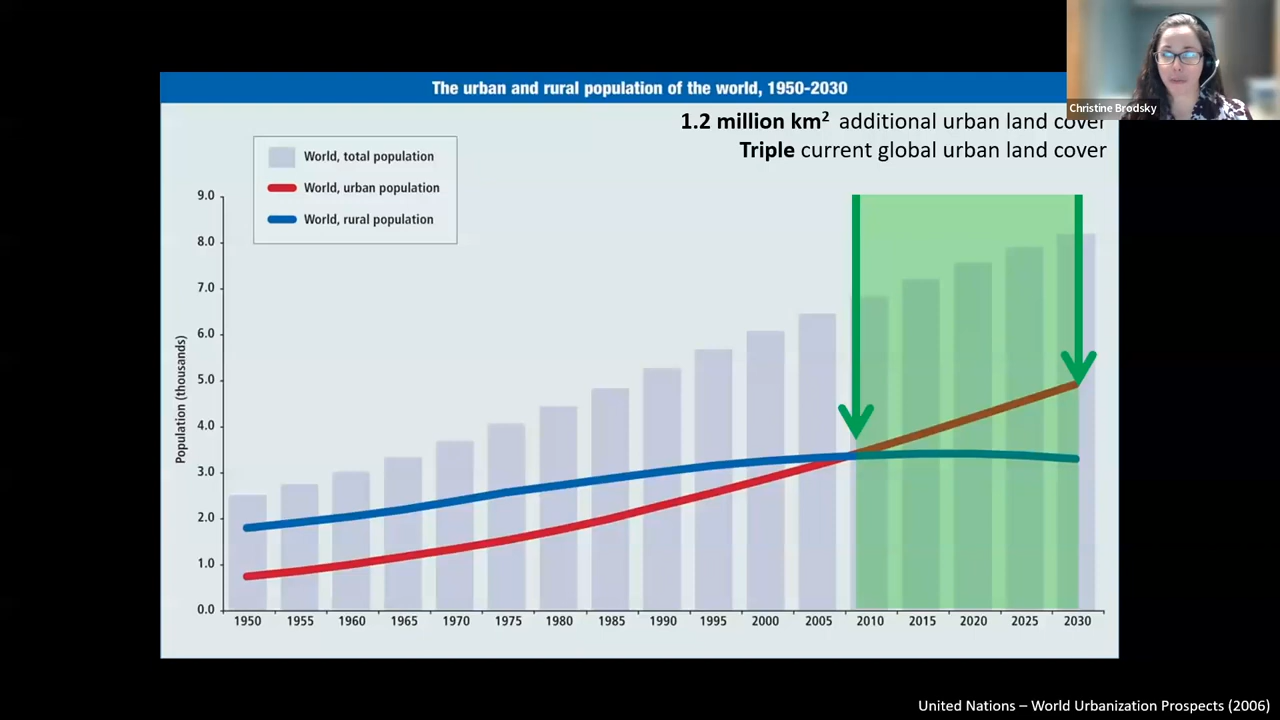 The urban and rural population of the world, 1950-2030
Christine Brodsky
1.2 million km² additional urban land cover
Triple current global urban land cover
World, total population
World, urban population
World, rural population
Population (thousands)
9.0
8.0
7.0
6.0
5.0
4.0
3.0
2.0
1.0
0.0
1950 1955 1960 1965 1970 1975 1980 1985 1990 1995 2000 2005 2010 2015 2020 2025 2030
United Nations – World Urbanization Prospects (2006)